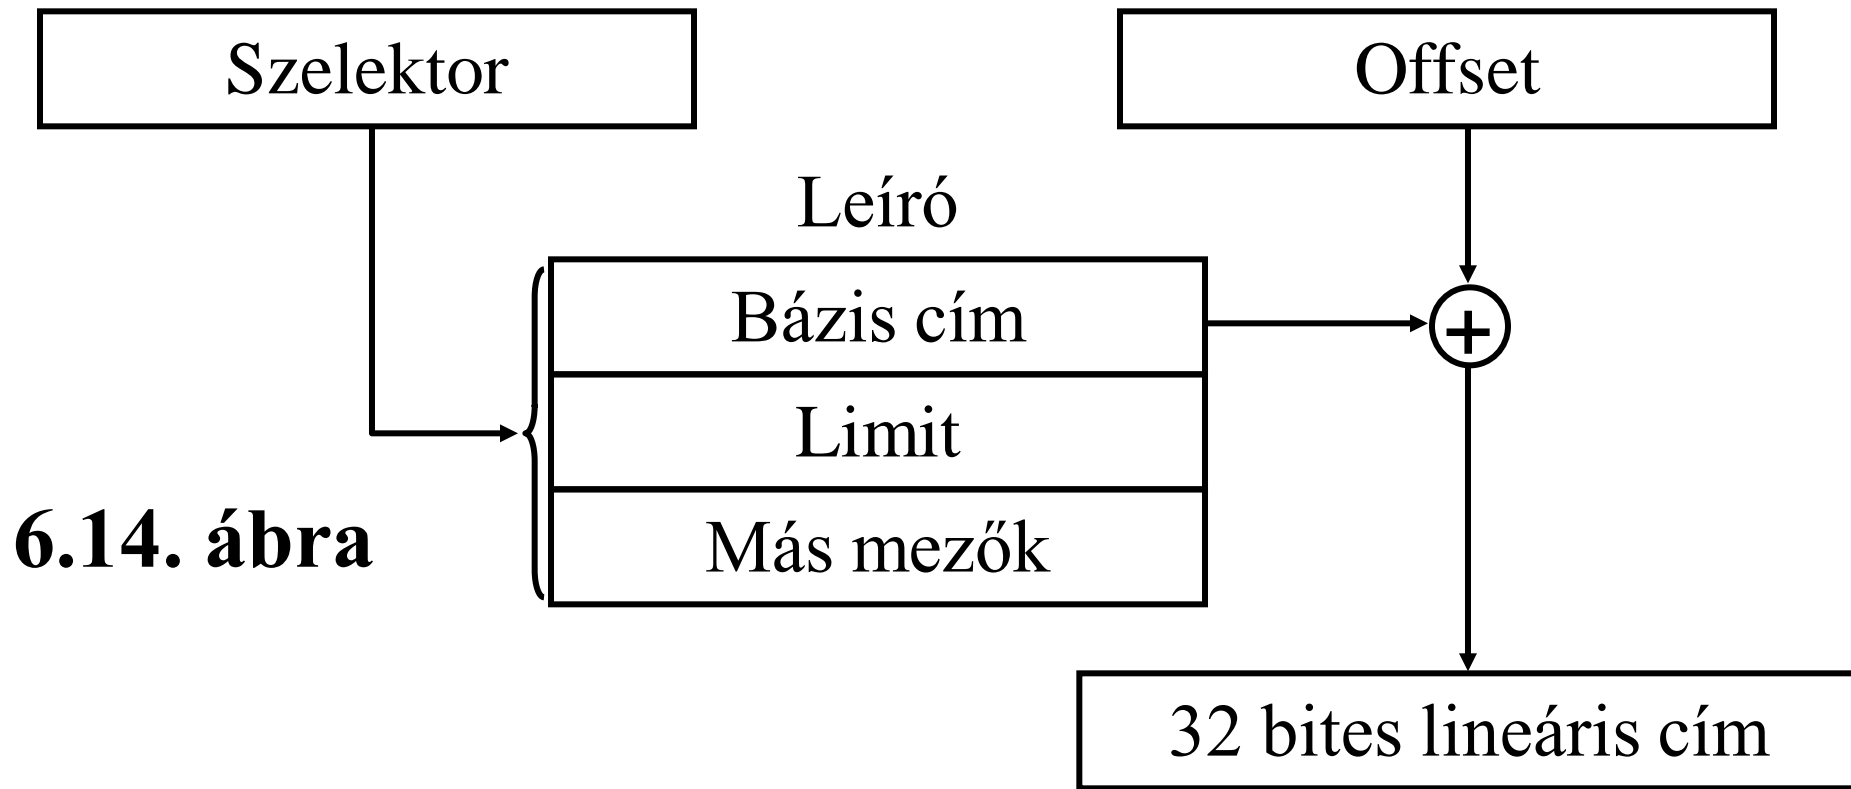 Szelektor
Offset
Leíró
Bázis cím
+
Limit
6.14. ábra
Más mezők
32 bites lineáris cím